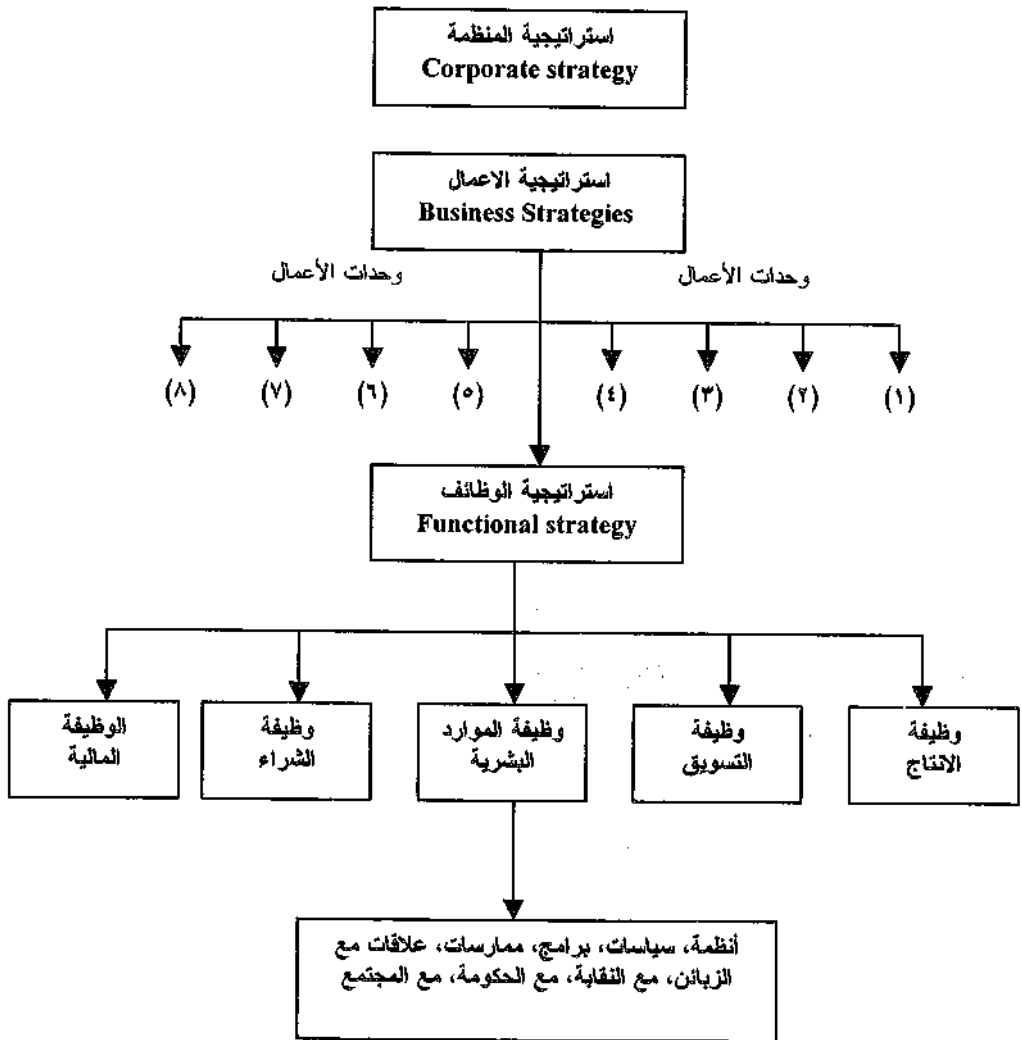 استراتيجية المنظمة
Corporate strategy
استراتيجية الاعمال
Business Strategies
وحدات الأعمال
وحدات الأعمال
(١) (٢) (٣) (٤) (٥) (٦) (٧) (٨)
استراتيجية الوظائف
Functional strategy
وظيفة
الانتاج
وظيفة
التسويق
وظيفة الموارد
البشرية
وظيفة
الشراء
الوظيفة
المالية
أنظمة، سياسات، برامج، ممارسات، علاقات مع
الزبائن، مع النقابة، مع الحكومة، مع المجتمع